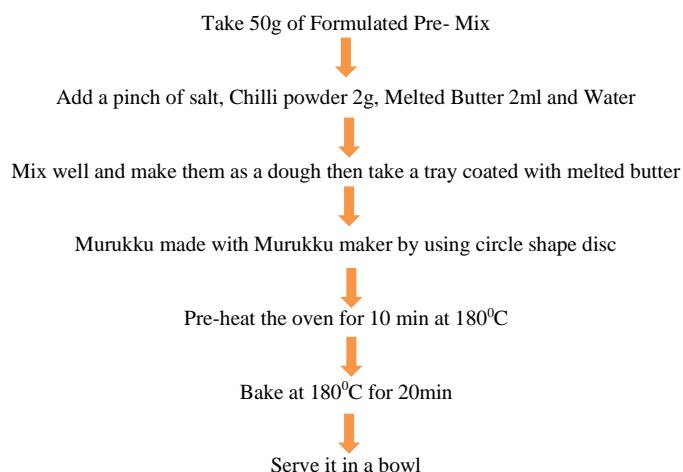 Take 50g of Formulated Pre- Mix
Add a pinch of salt, Chilli powder 2g, Melted Butter 2ml and Water
Mix well and make them as a dough then take a tray coated with melted butter
Murukku made with Murukku maker by using circle shape disc
Pre-heat the oven for 10 min at 180⁰C
Bake at 180⁰C for 20min
Serve it in a bowl